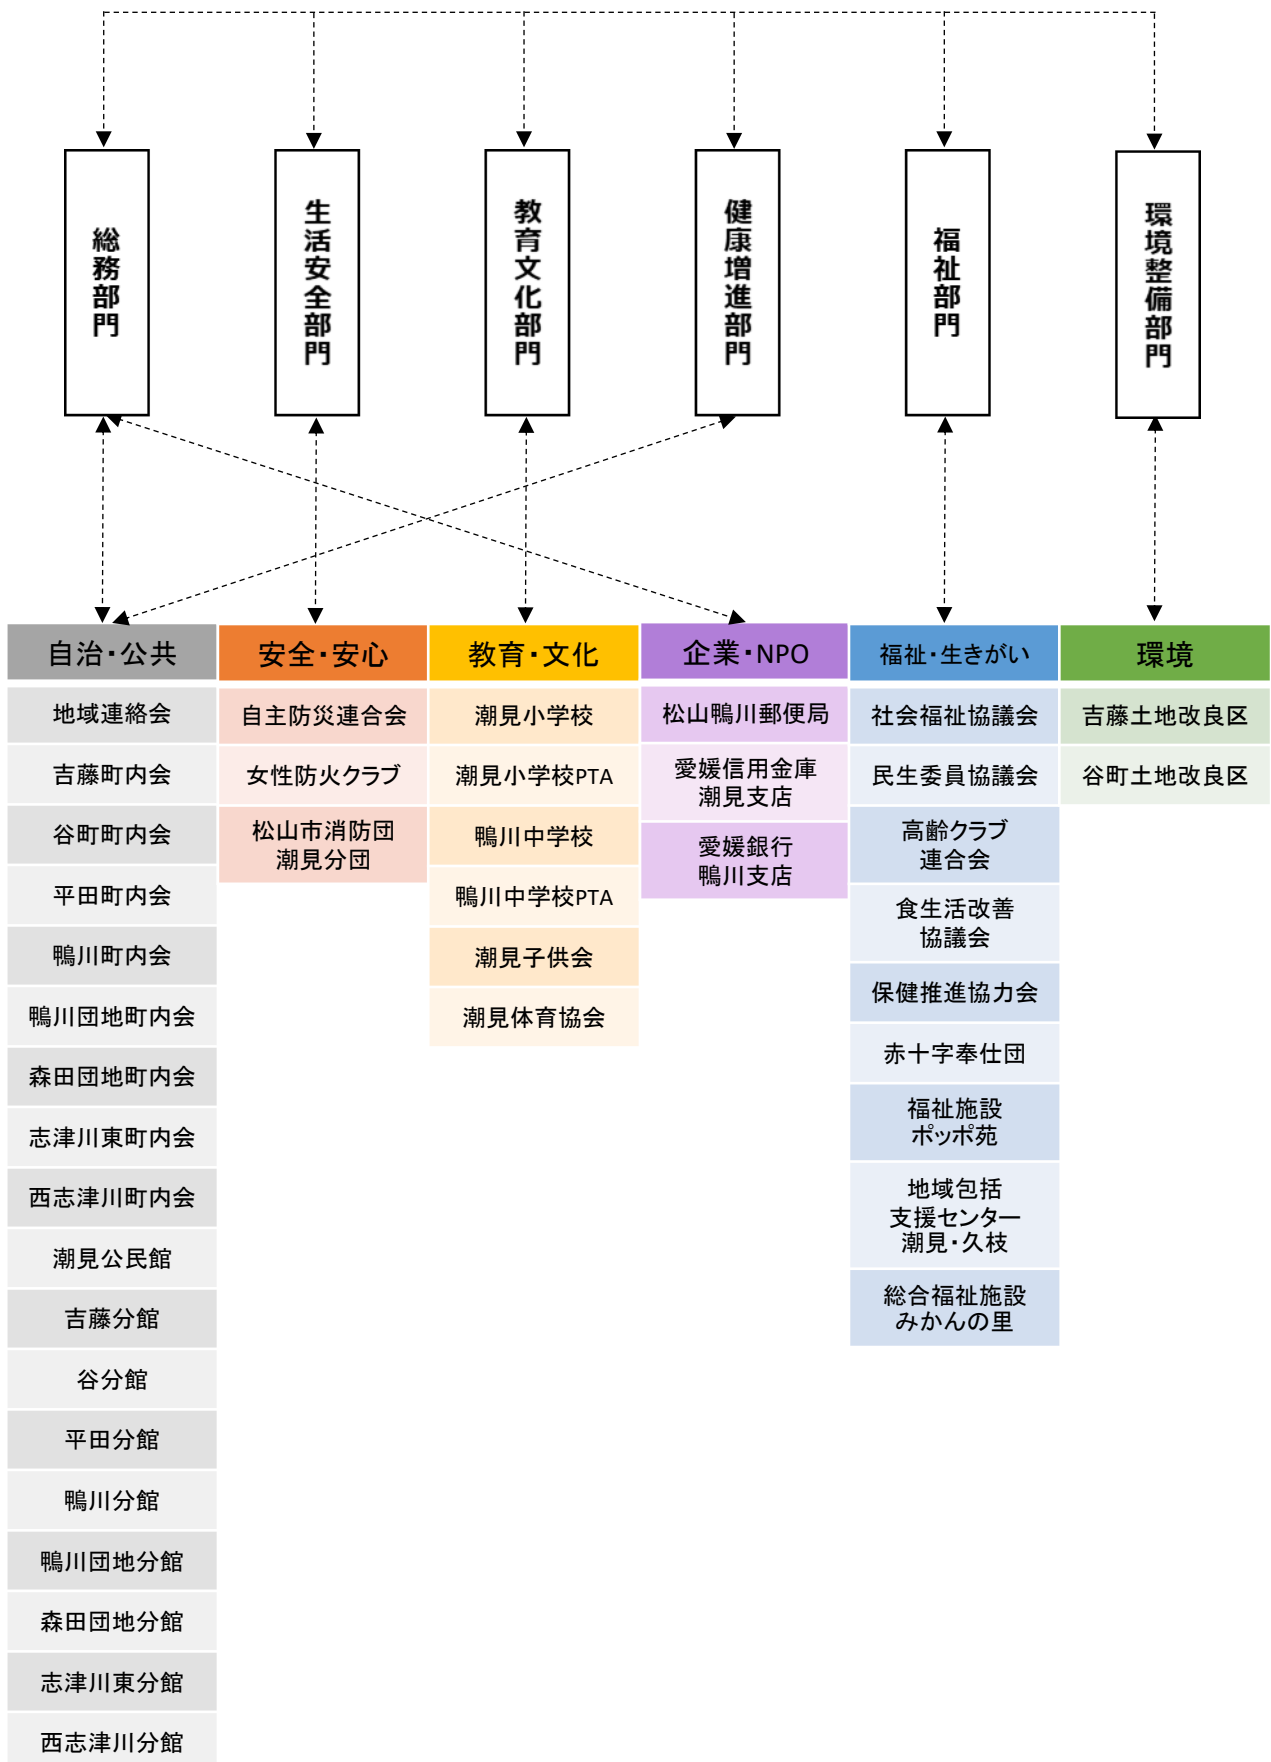 総務部門
生活安全部門
教育文化部門
健康増進部門
福祉部門
環境整備部門
自治・公共
地域連絡会
吉藤町内会
谷町町内会
平田町内会
鴨川町内会
鴨川団地町内会
森田団地町内会
志津川東町内会
西志津川町内会
潮見公民館
吉藤分館
谷分館
平田分館
鴨川分館
鴨川団地分館
森田団地分館
志津川東分館
西志津川分館
安全・安心
自主防災連合会
女性防火クラブ
松山市消防団
潮見分団
教育・文化
潮見小学校
潮見小学校PTA
鴨川中学校
鴨川中学校PTA
潮見子供会
潮見体育協会
企業・NPO
松山鴨川郵便局
愛媛信用金庫
潮見支店
愛媛銀行
鴨川支店
福祉・生きがい
社会福祉協議会
民生委員協議会
高齢クラブ
連合会
食生活改善
協議会
保健推進協力会
赤十字奉仕団
福祉施設
ポッポ苑
地域包括
支援センター
潮見・久枝
総合福祉施設
みかんの里
環境
吉藤土地改良区
谷町土地改良区